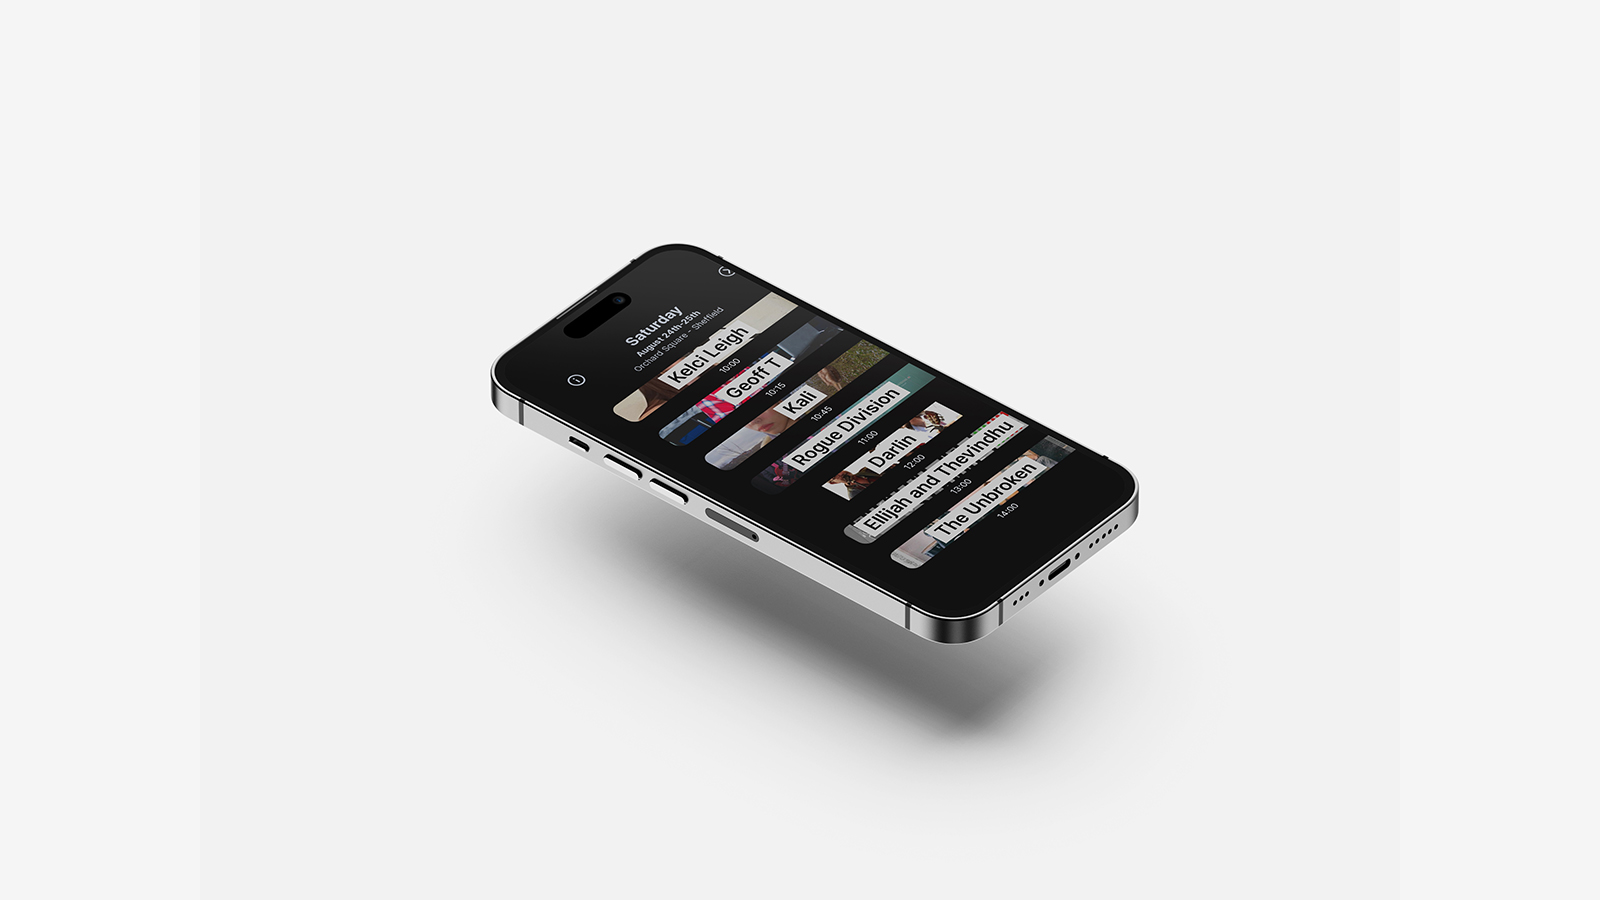 Saturday
August 24th-25th
Orchard Square - Sheffield
Kelci Leigh
10:00
Geoff T
10:15
Kali
10:45
Rogue Division
11:00
Darlin'
12:00
Ellijah and Thevindhu
13:00
The Unbroken
14:00